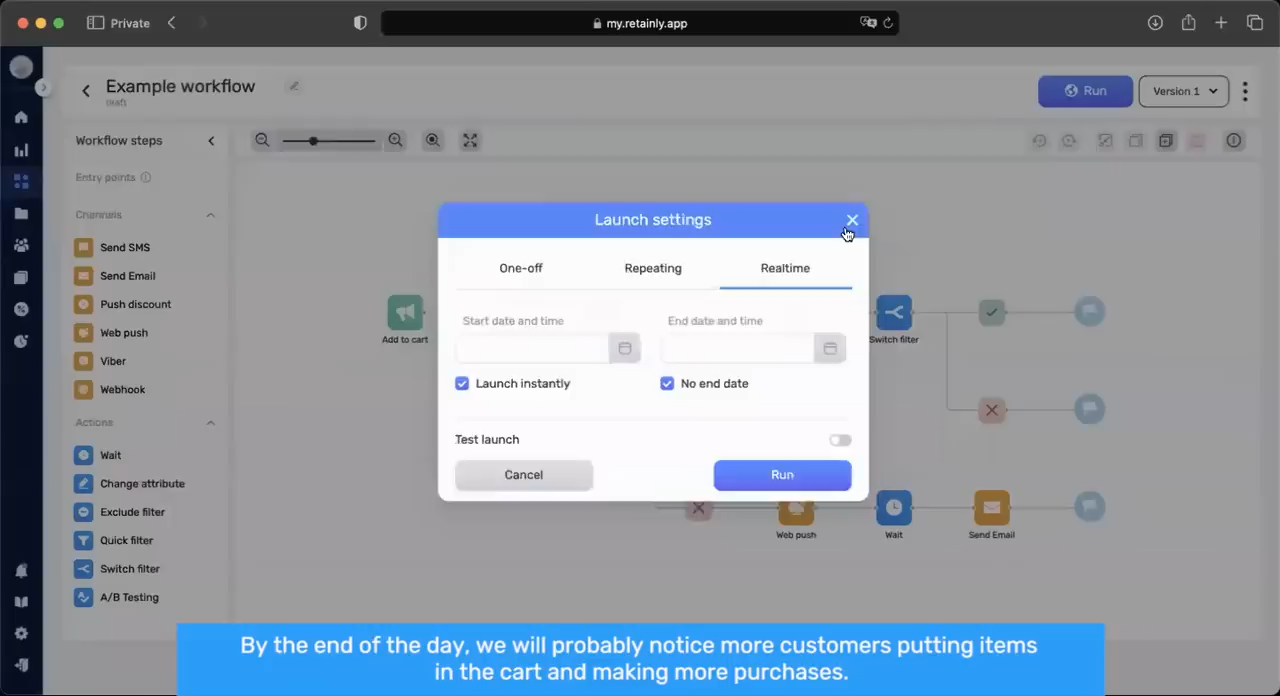 Private
my.retainly.app
Example workflow
Draft
Run
Version 1
Workflow steps
Entry points
Channels
Send SMS
Send Email
Push discount
Web push
Viber
Webhook
Actions
Wait
Change attribute
Exclude filter
Quick filter
Switch filter
A/B Testing
Launch settings
One-off
Repeating
Realtime
Start date and time
End date and time
Launch instantly
No end date
Test launch
Cancel
Run
Add to cart
Switch filter
Web push
Wait
Send Email
By the end of the day, we will probably notice more customers putting items
in the cart and making more purchases.